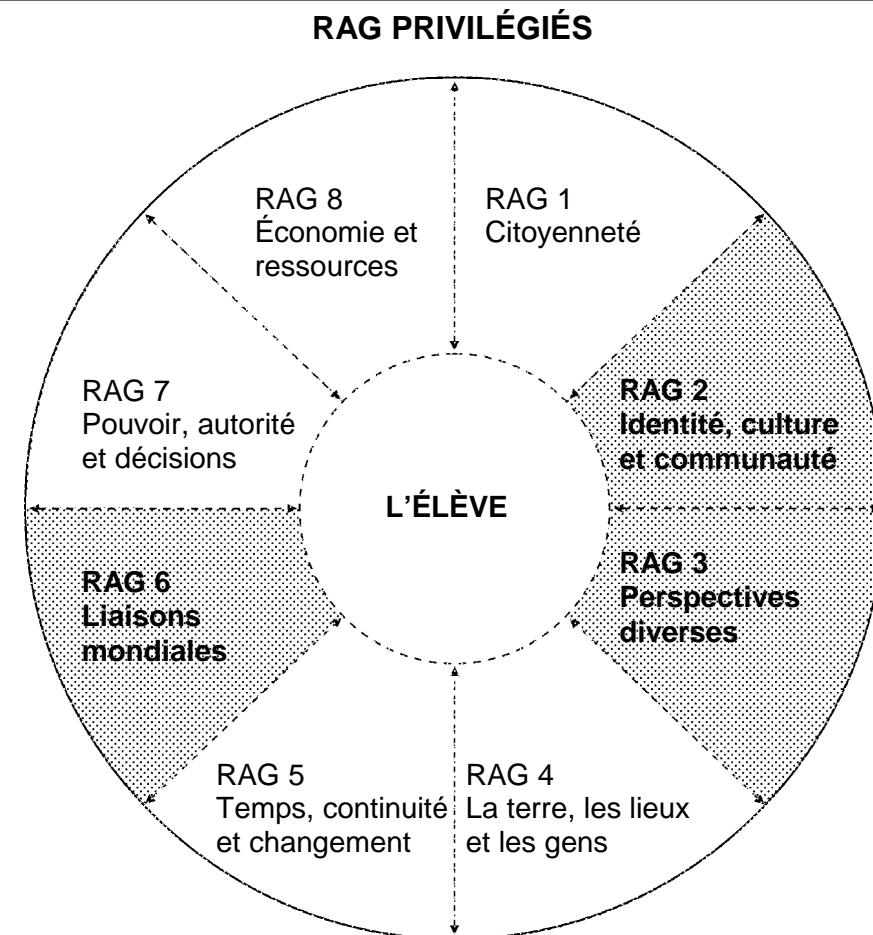 RAG PRIVILÉGIÉS
RAG 8
Économie et
ressources
RAG 1
Citoyenneté
RAG 7
Pouvoir, autorité
et décisions
RAG 2
Identité, culture
et communauté
L'ÉLÈVE
RAG 6
Liaisons
mondiales
RAG 3
Perspectives
diverses
RAG 5
Temps, continuité
et changement
RAG 4
La terre, les lieux
et les gens